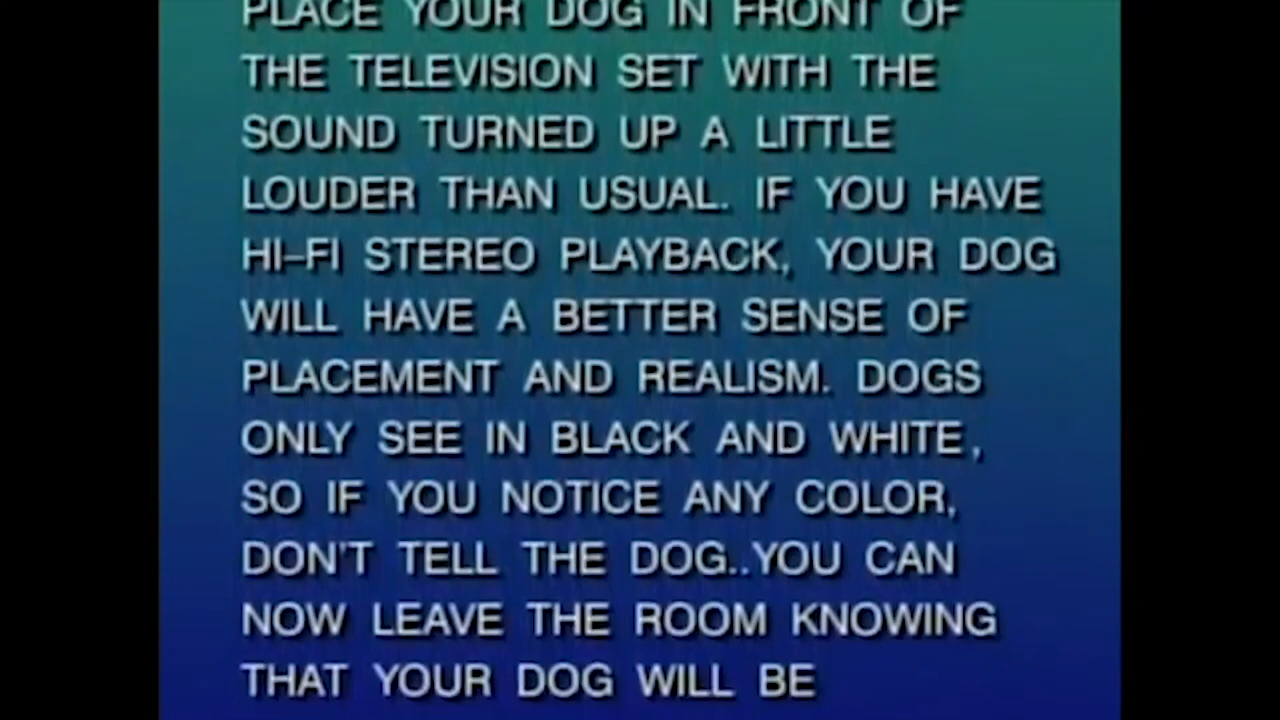 PLACE YOUR DOG IN FRONT OF
THE TELEVISION SET WITH THE
SOUND TURNED UP A LITTLE
LOUDER THAN USUAL. IF YOU HAVE
HI–FI STEREO PLAYBACK, YOUR DOG
WILL HAVE A BETTER SENSE OF
PLACEMENT AND REALISM. DOGS
ONLY SEE IN BLACK AND WHITE,
SO IF YOU NOTICE ANY COLOR,
DON'T TELL THE DOG..YOU CAN
NOW LEAVE THE ROOM KNOWING
THAT YOUR DOG WILL BE